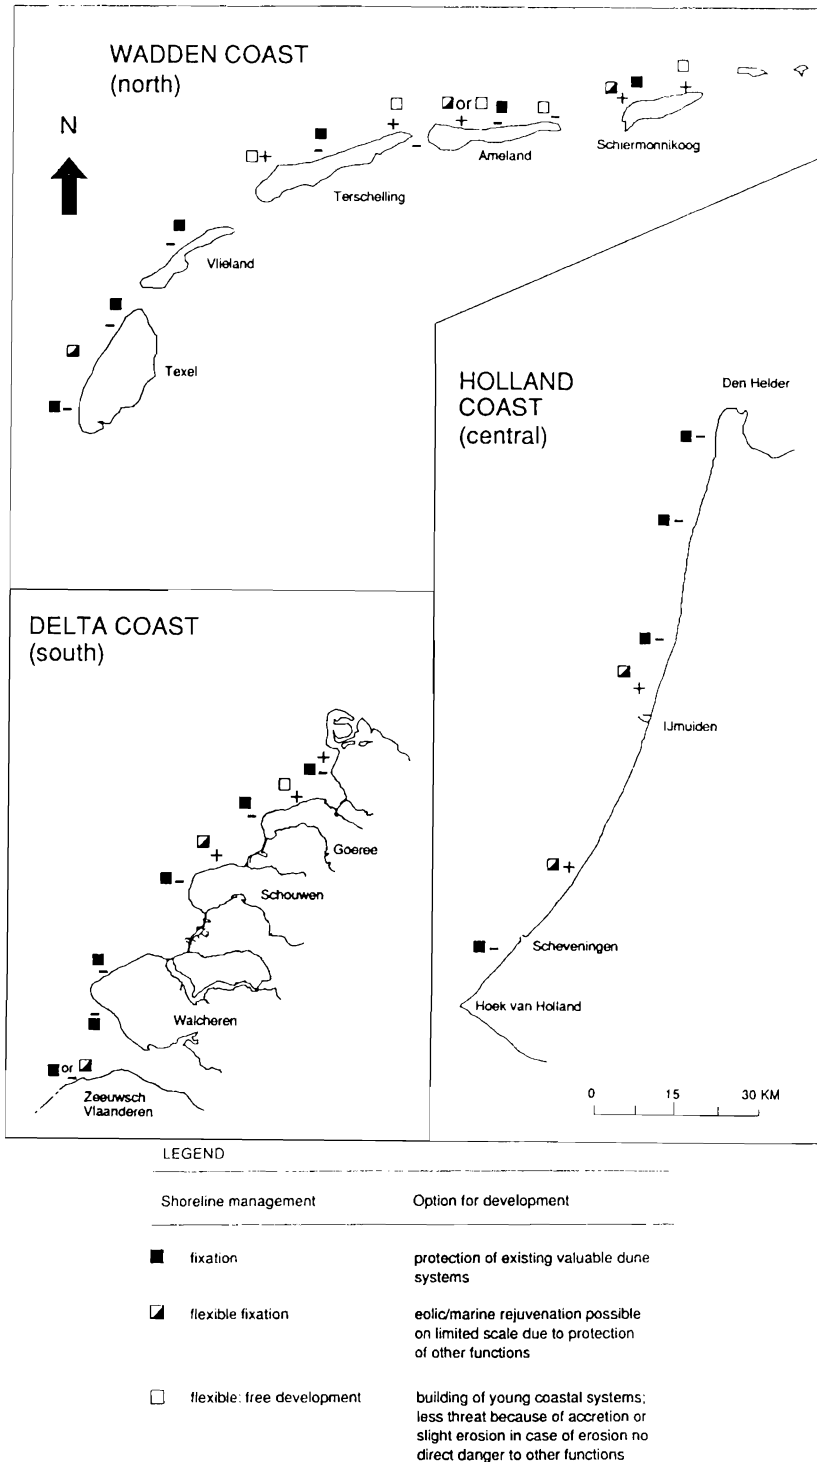 WADDEN COAST
(north)
N
or
Schiermonnikoog
Ameland
Terschelling
Vlieland
Texel
HOLLAND
COAST
(central)
Den Helder
IJmuiden
Scheveningen
Hoek van Holland
0 15 30 KM
DELTA COAST
(south)
Goeree
Schouwen
Walcheren
or
Zeeuwsch
Vlaanderen
LEGEND
Shoreline management Option for development
fixation protection of existing valuable dune
systems
flexible fixation eolic/marine rejuvenation possible
on limited scale due to protection
of other functions
flexible: free development building of young coastal systems;
less threat because of accretion or
slight erosion in case of erosion no
direct danger to other functions